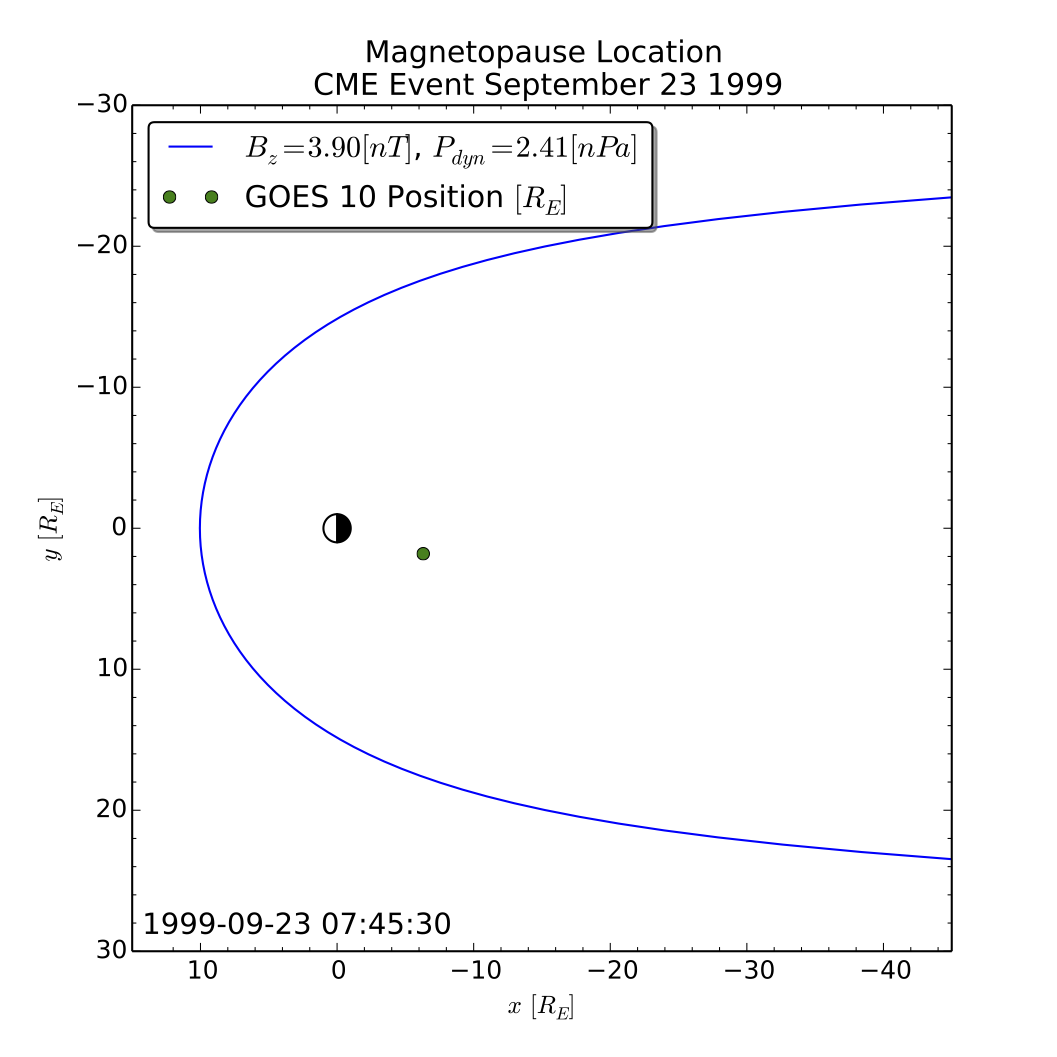 Magnetopause Location
CME Event September 23 1999
B_z=3.90[nT], P_dyn=2.41[nPa]
GOES 10 Position [R_E]
−30
−20
−10
0
10
20
30
y [R_E]
1999-09-23 07:45:30
10 0 −10 −20 −30 −40
x [R_E]